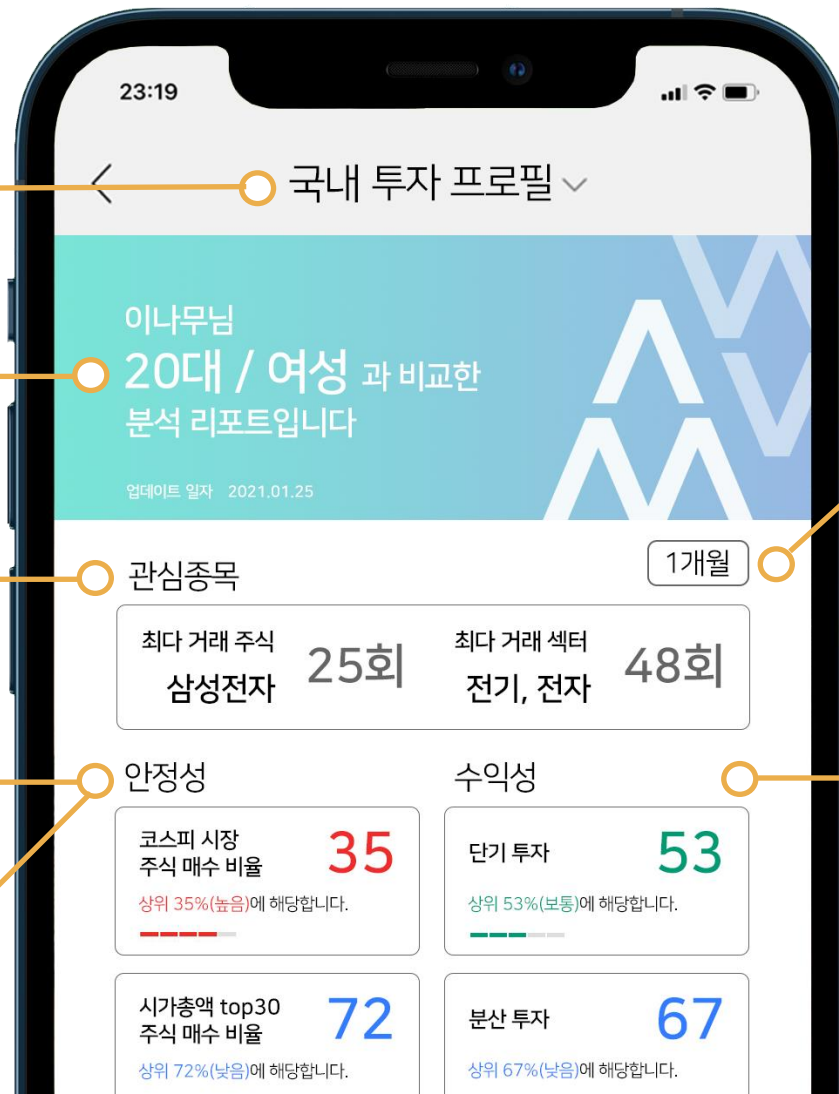 23:19
국내 투자 프로필
이나무님
20대 / 여성 과 비교한
분석 리포트입니다
업데이트 일자 2021.01.25
관심종목
1개월
최다 거래 주식
삼성전자
25회
최다 거래 섹터
전기, 전자
48회
안정성
코스피 시장
주식 매수 비율
35
상위 35%(높음)에 해당합니다.
수익성
단기 투자
53
상위 53%(보통)에 해당합니다.
시가총액 top30
주식 매수 비율
72
상위 72%(낮음)에 해당합니다.
분산 투자
67
상위 67%(낮음)에 해당합니다.